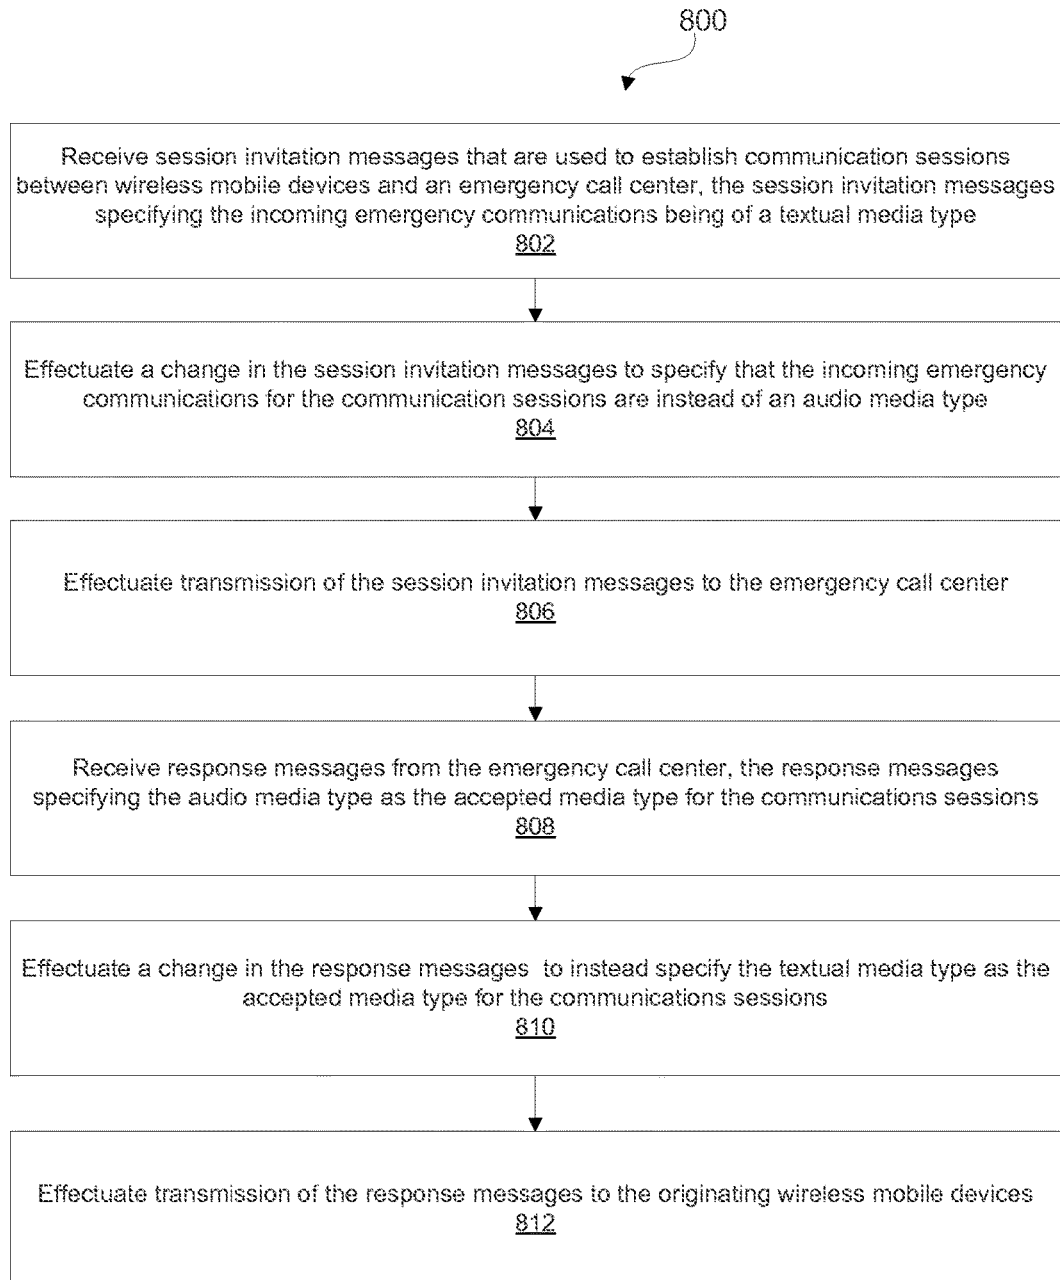 800
Receive session invitation messages that are used to establish communication sessions
between wireless mobile devices and an emergency call center, the session invitation messages
specifying the incoming emergency communications being of a textual media type
802
Effectuate a change in the session invitation messages to specify that the incoming emergency
communications for the communication sessions are instead of an audio media type
804
Effectuate transmission of the session invitation messages to the emergency call center
806
Receive response messages from the emergency call center, the response messages
specifying the audio media type as the accepted media type for the communications sessions
808
Effectuate a change in the response messages to instead specify the textual media type as the
accepted media type for the communications sessions
810
Effectuate transmission of the response messages to the originating wireless mobile devices
812